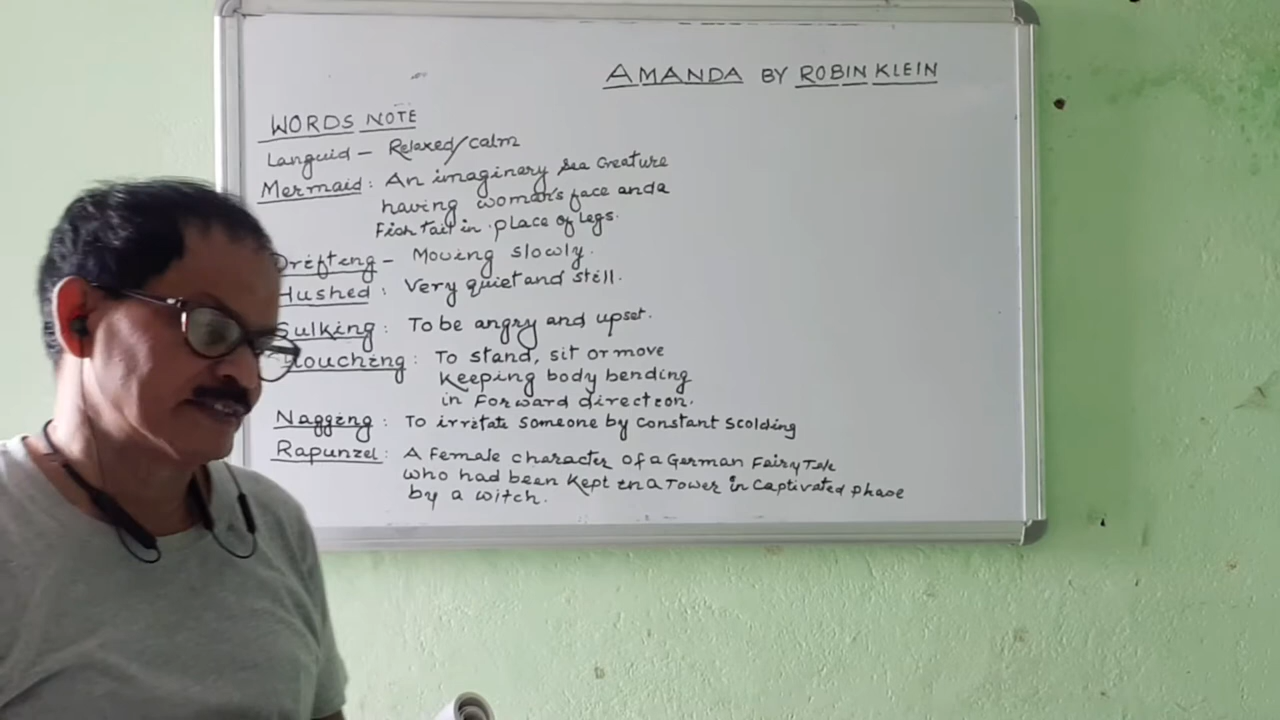 AMANDA BY ROBIN KLEIN
WORDS NOTE
Languid - Relaxed/calm
Mermaid: An imaginary sea creature
having woman's face and a
Fish tail in place of legs.
Drifting - Moving slowly.
Hushed: Very quiet and still.
Sulking: To be angry and upset.
To stand, sit or move
keeping body bending
in forward direction.
Nagging: To irritate someone by constant scolding
Rapunzel: A Female character of a German Fairy Tale
who had been kept in a Tower in captivated phase
by a witch.